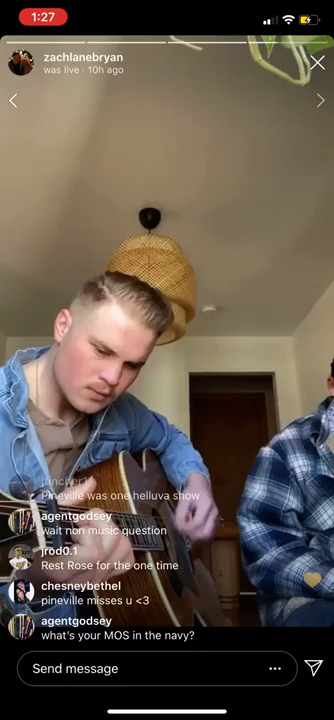 1:27
zachlanebryan
was live · 10h ago
juncher1
Pineville was one helluva show
agentgodsey
wait non music question
jrod0.1
Rest Rose for the one time
chesneybethel
pineville misses u <3
agentgodsey
what's your MOS in the navy?
Send message